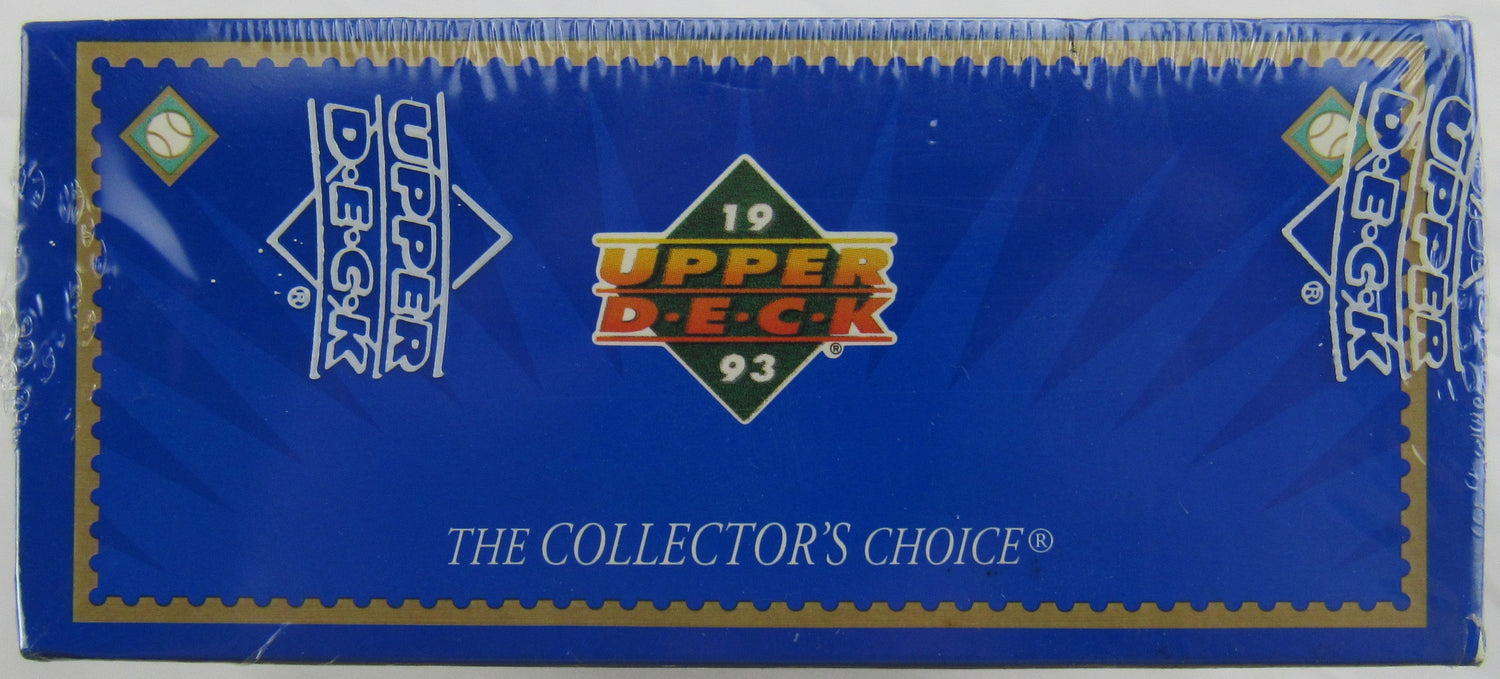 UPPER
D·E·C·K
®
19
UPPER
D·E·C·K
®
93
UPPER
D·E·C·K
®
THE COLLECTOR'S CHOICE®